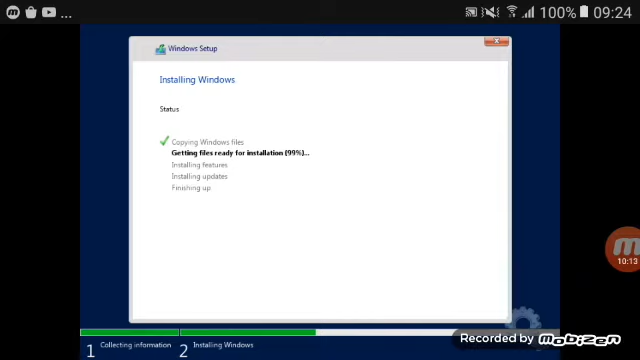 ... 100% 09:24
Windows Setup
Installing Windows
Status
Copying Windows files
Getting files ready for installation (99%)...
Installing features
Installing updates
Finishing up
10:13
Recorded by mobizen
1 Collecting information 2 Installing Windows